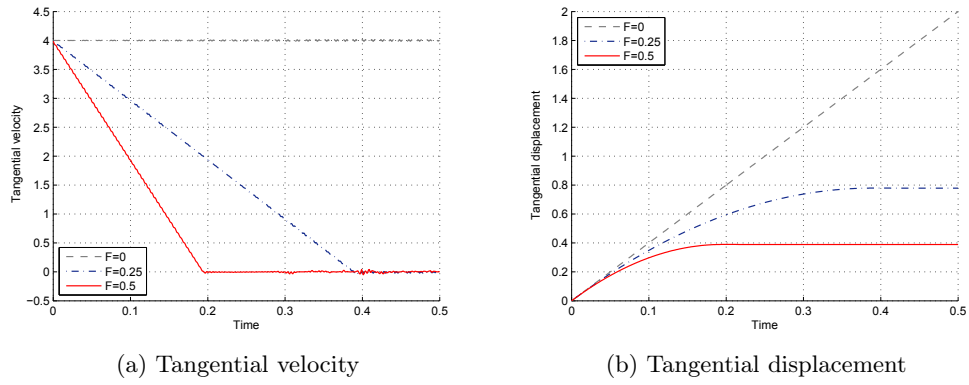 4.5
4
3.5
3
2.5
2
1.5
1
0.5
0
−0.5
Tangential velocity
F=0
F=0.25
F=0.5
0 0.1 0.2 0.3 0.4 0.5
Time
(a) Tangential velocity
2
1.8
1.6
1.4
1.2
1
0.8
0.6
0.4
0.2
0
Tangential displacement
F=0
F=0.25
F=0.5
0 0.1 0.2 0.3 0.4 0.5
Time
(b) Tangential displacement